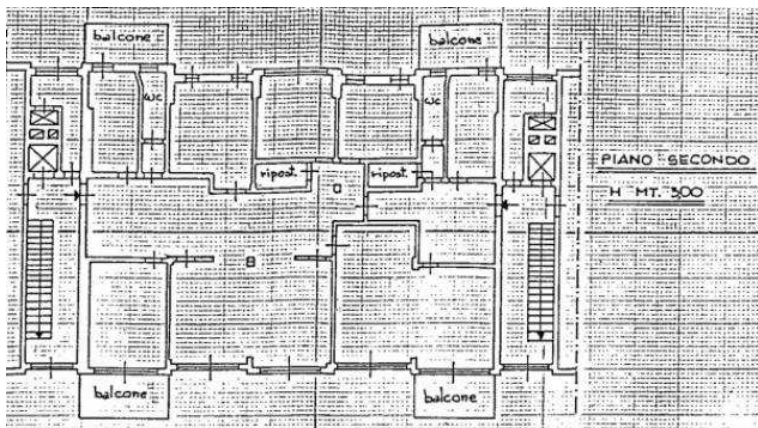 balcone
balcone
wc
wc
PIANO SECONDO
ripost.
ripost.
H MT. 3,00
balcone
balcone